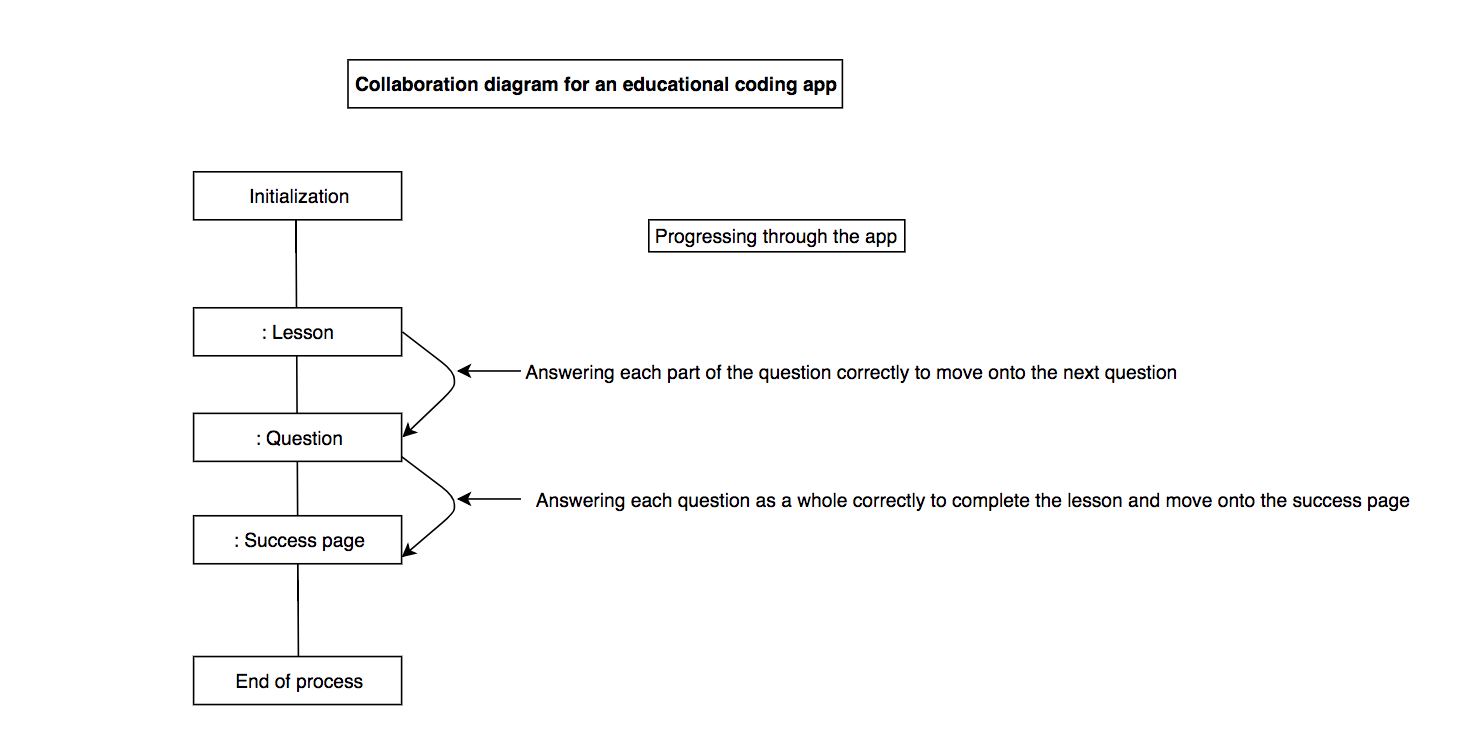 Collaboration diagram for an educational coding app
Initialization
Progressing through the app
: Lesson
Answering each part of the question correctly to move onto the next question
: Question
Answering each question as a whole correctly to complete the lesson and move onto the success page
: Success page
End of process